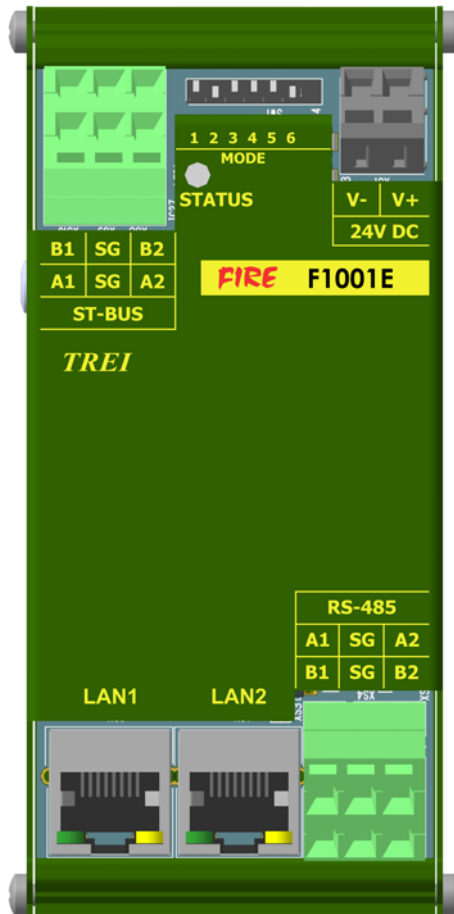 1 2 3 4 5 6
MODE
STATUS
V- V+
24V DC
B1 SG B2
A1 SG A2
ST-BUS
FIRE F1001E
TREI
RS-485
A1 SG A2
B1 SG B2
LAN1 LAN2
XS4